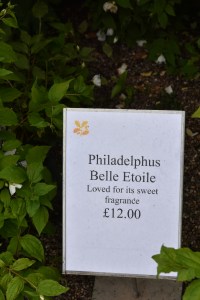 Philadelphus
Belle Etoile
Loved for its sweet
fragrance
£12.00